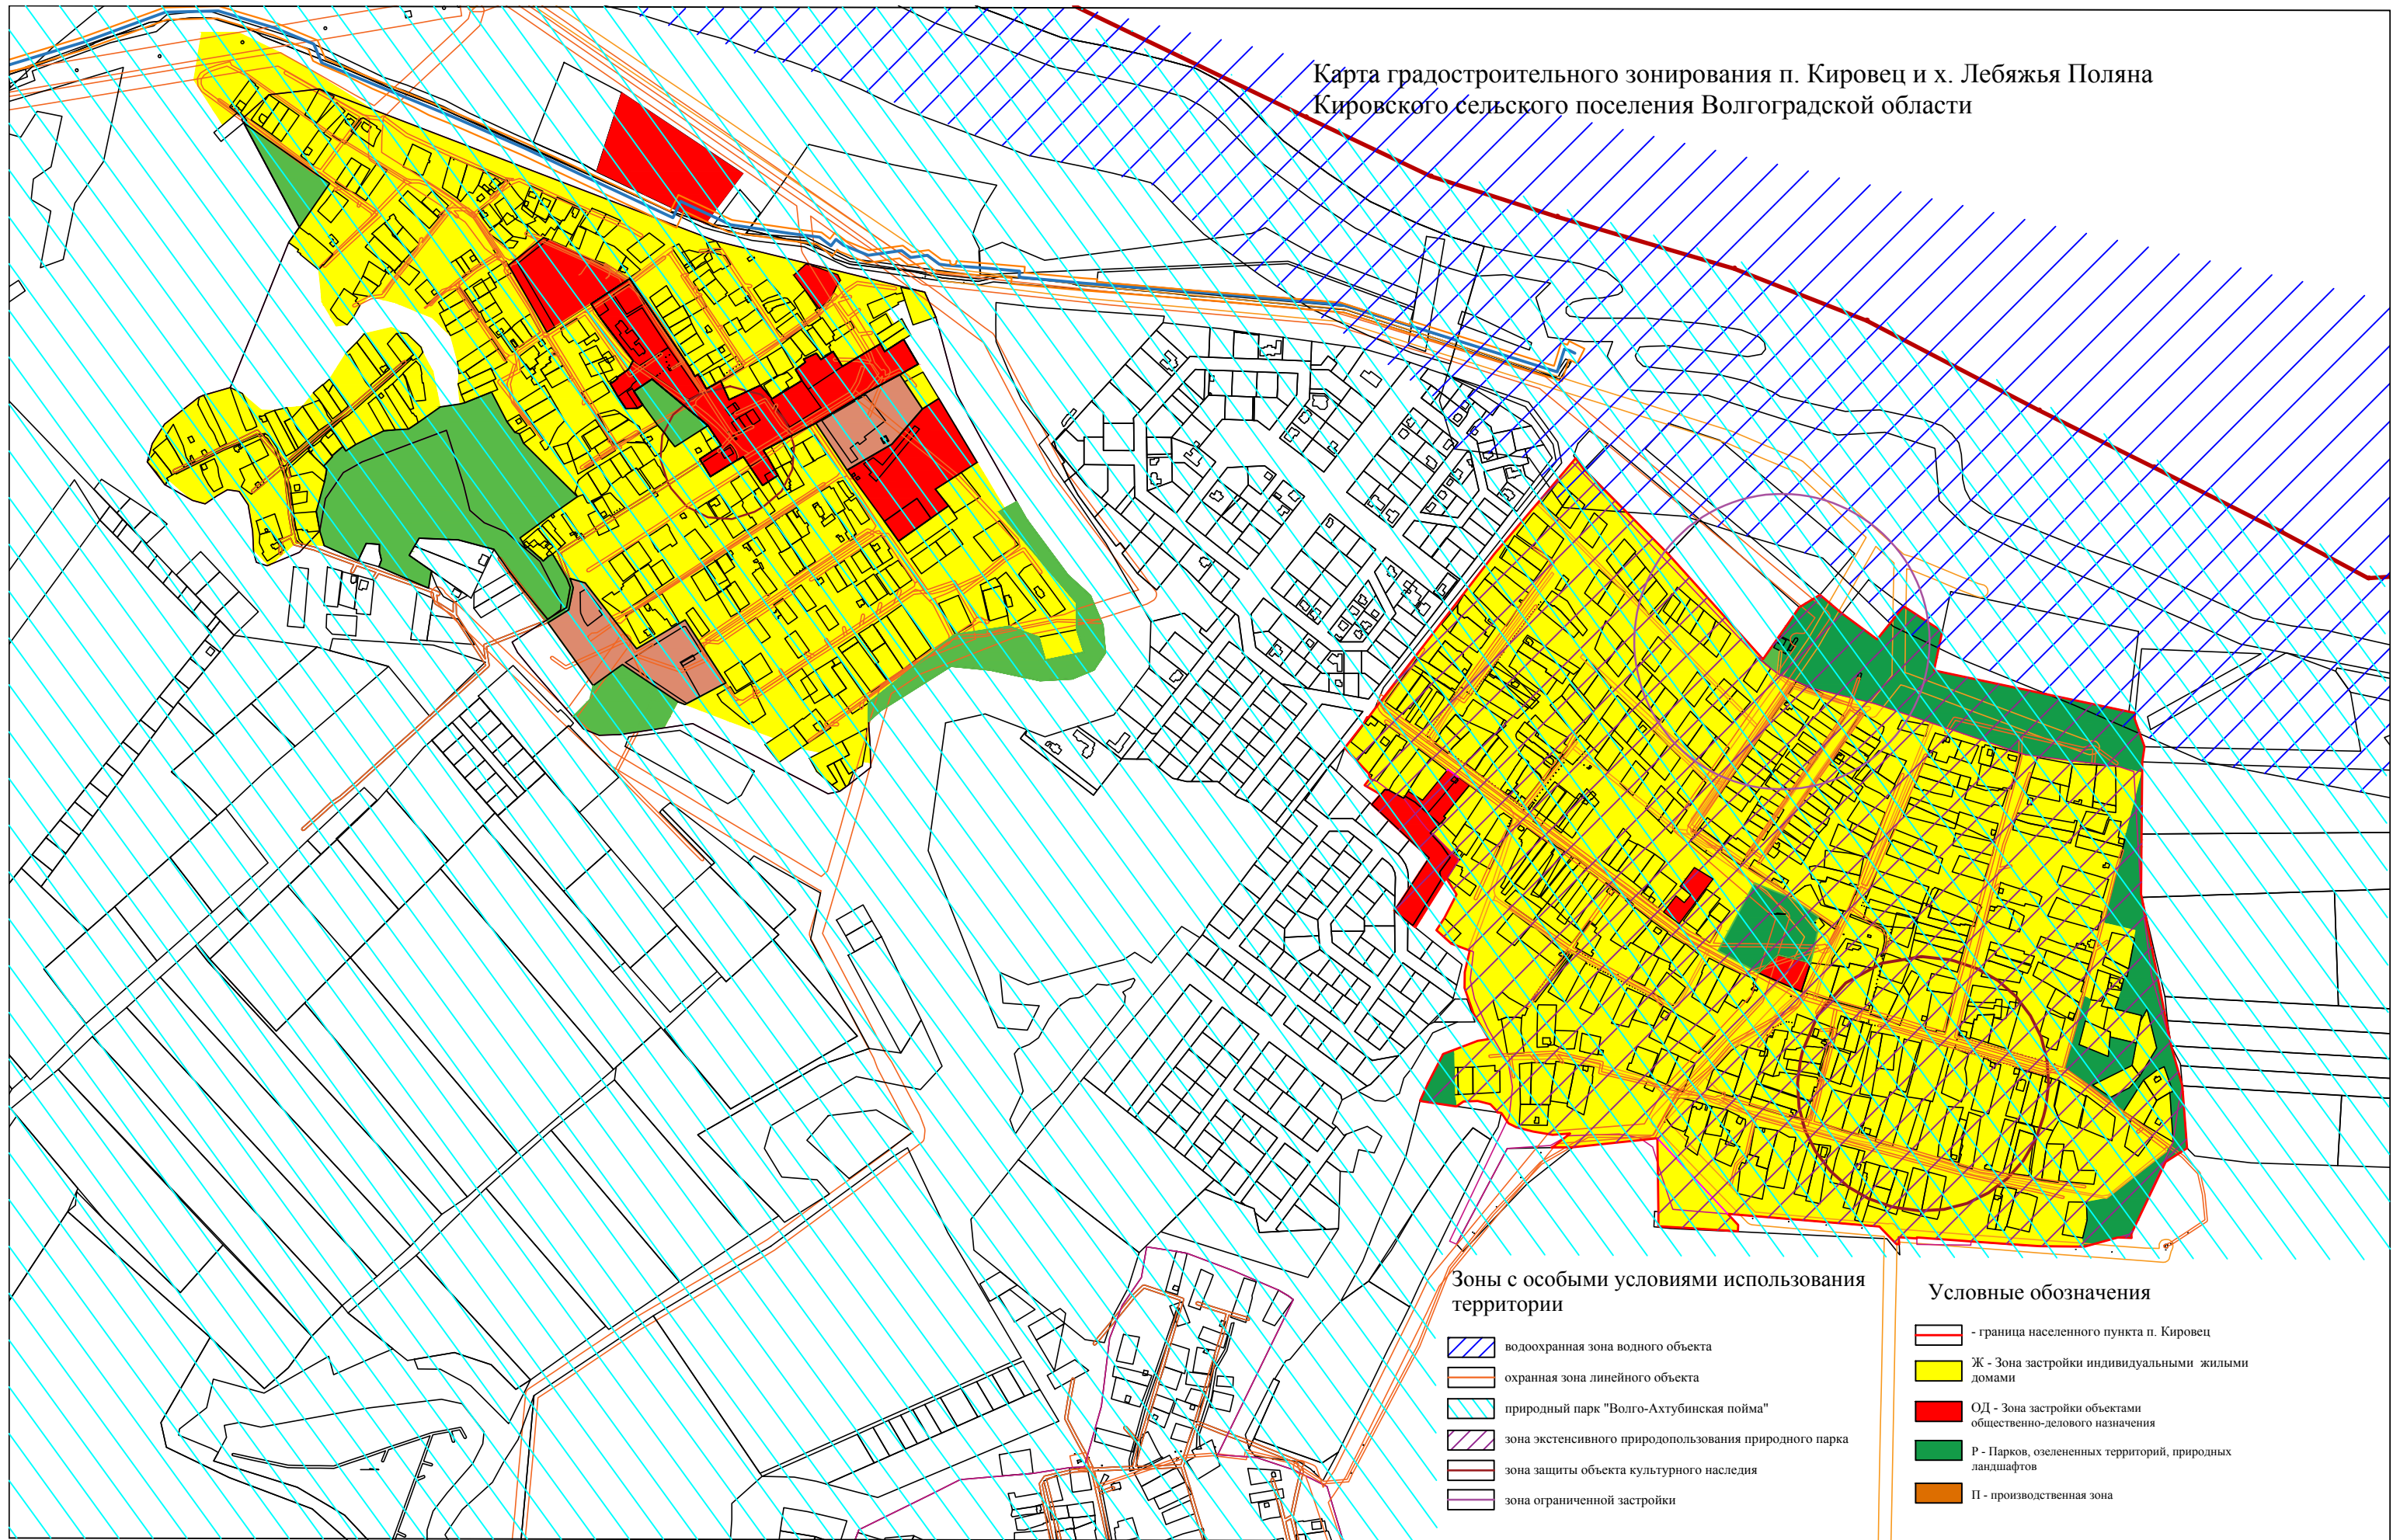 Карта градостроительного зонирования п. Кировец и х. Лебяжья Поляна
Кировского сельского поселения Волгоградской области
Зоны с особыми условиями использования
территории
водоохранная зона водного объекта
охранная зона линейного объекта
природный парк "Волго-Ахтубинская пойма"
зона экстенсивного природопользования природного парка
зона защиты объекта культурного наследия
зона ограниченной застройки
Условные обозначения
- граница населенного пункта п. Кировец
Ж - Зона застройки индивидуальными жилыми
домами
ОД - Зона застройки объектами
общественно-делового назначения
Р - Парков, озелененных территорий, природных
ландшафтов
П - производственная зона